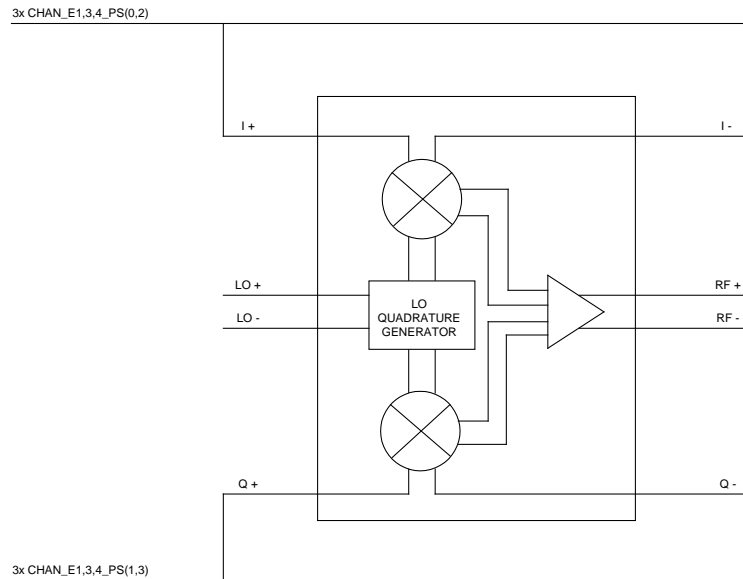 3x CHAN_E1,3,4_PS(0,2)
I + I -
LO + RF +
LO
QUADRATURE
GENERATOR
LO - RF -
Q + Q -
3x CHAN_E1,3,4_PS(1,3)